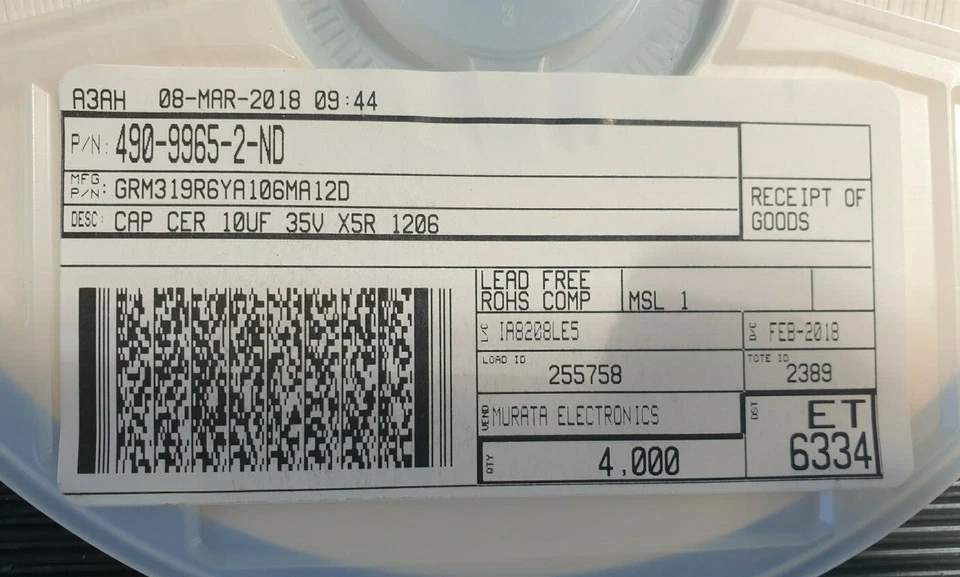 A3AH 08-MAR-2018 09:44
P/N: 490-9965-2-ND
MFG P/N: GRM319R6YA106MA12D
DESC: CAP CER 10UF 35V X5R 1206
RECEIPT OF
GOODS
LEAD FREE
ROHS COMP
MSL 1
L/C IA8208LE5
D/C FEB-2018
LOAD ID
255758
TOTE ID
2389
VEND MURATA ELECTRONICS
DST ET
6334
QTY 4,000